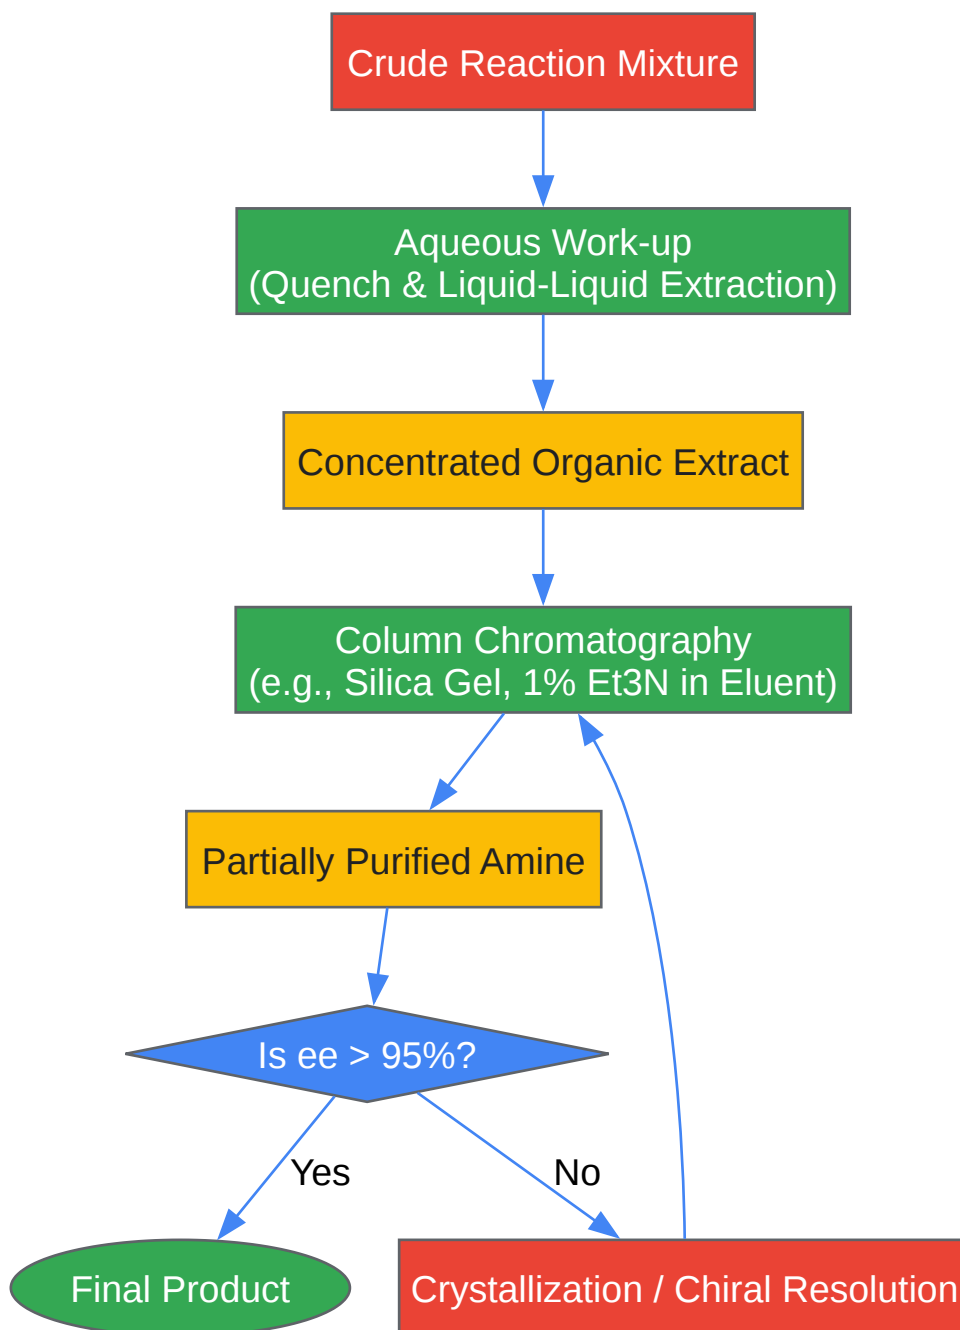 Crude Reaction Mixture
Aqueous Work-up
(Quench & Liquid-Liquid Extraction)
Concentrated Organic Extract
Column Chromatography
(e.g., Silica Gel, 1% Et3N in Eluent)
Partially Purified Amine
Is ee > 95%?
Yes
No
Final Product
Crystallization / Chiral Resolution